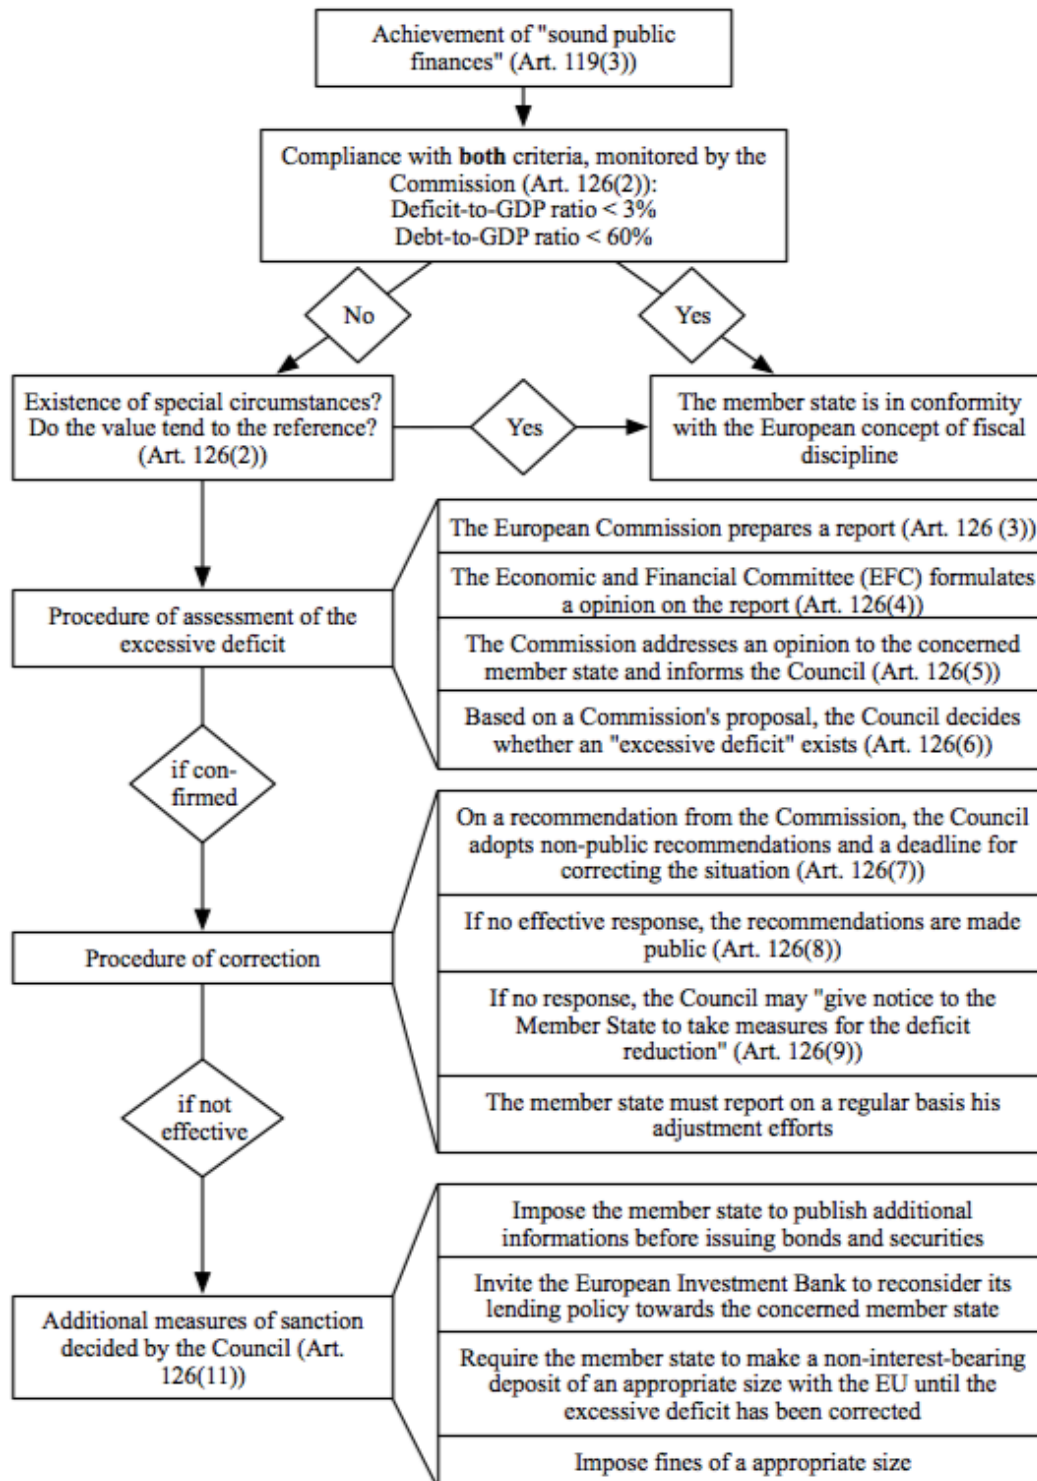 Achievement of "sound public
finances" (Art. 119(3))
Compliance with both criteria, monitored by the
Commission (Art. 126(2)):
Deficit-to-GDP ratio < 3%
Debt-to-GDP ratio < 60%
No
Yes
Existence of special circumstances?
Do the value tend to the reference?
(Art. 126(2))
Yes
The member state is in conformity
with the European concept of fiscal
discipline
The European Commission prepares a report (Art. 126 (3))
The Economic and Financial Committee (EFC) formulates
a opinion on the report (Art. 126(4))
Procedure of assessment of the
excessive deficit
The Commission addresses an opinion to the concerned
member state and informs the Council (Art. 126(5))
Based on a Commission's proposal, the Council decides
whether an "excessive deficit" exists (Art. 126(6))
if con-
firmed
On a recommendation from the Commission, the Council
adopts non-public recommendations and a deadline for
correcting the situation (Art. 126(7))
If no effective response, the recommendations are made
public (Art. 126(8))
Procedure of correction
If no response, the Council may "give notice to the
Member State to take measures for the deficit
reduction" (Art. 126(9))
The member state must report on a regular basis his
adjustment efforts
if not
effective
Impose the member state to publish additional
informations before issuing bonds and securities
Invite the European Investment Bank to reconsider its
lending policy towards the concerned member state
Additional measures of sanction
decided by the Council (Art.
126(11))
Require the member state to make a non-interest-bearing
deposit of an appropriate size with the EU until the
excessive deficit has been corrected
Impose fines of a appropriate size